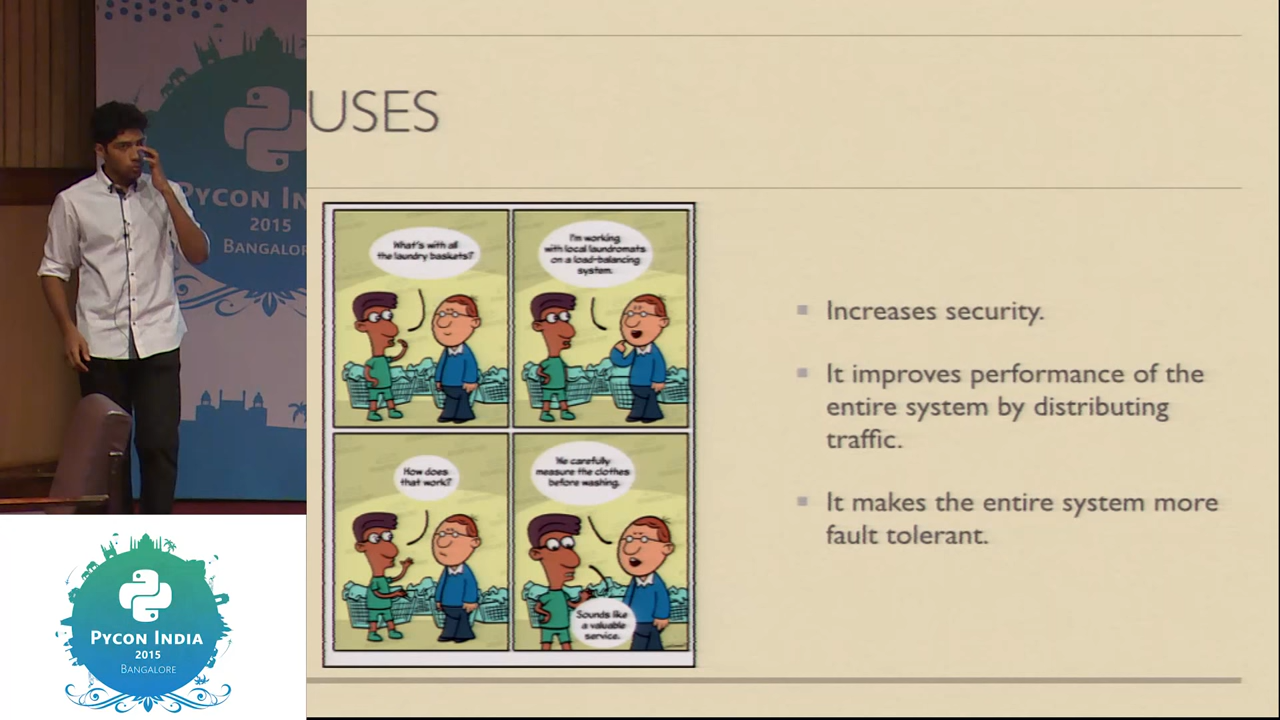 PYCON IN
2015
BANGALOR
USES
What's with all
the laundry baskets?
I'm working
with local laundromats
on a load-balancing
system.
How does
that work?
We carefully
measure the clothes
before washing.
Sounds like
a valuable
service.
Increases security.
It improves performance of the
entire system by distributing
traffic.
It makes the entire system more
fault tolerant.
PYCON INDIA
2015
BANGALORE